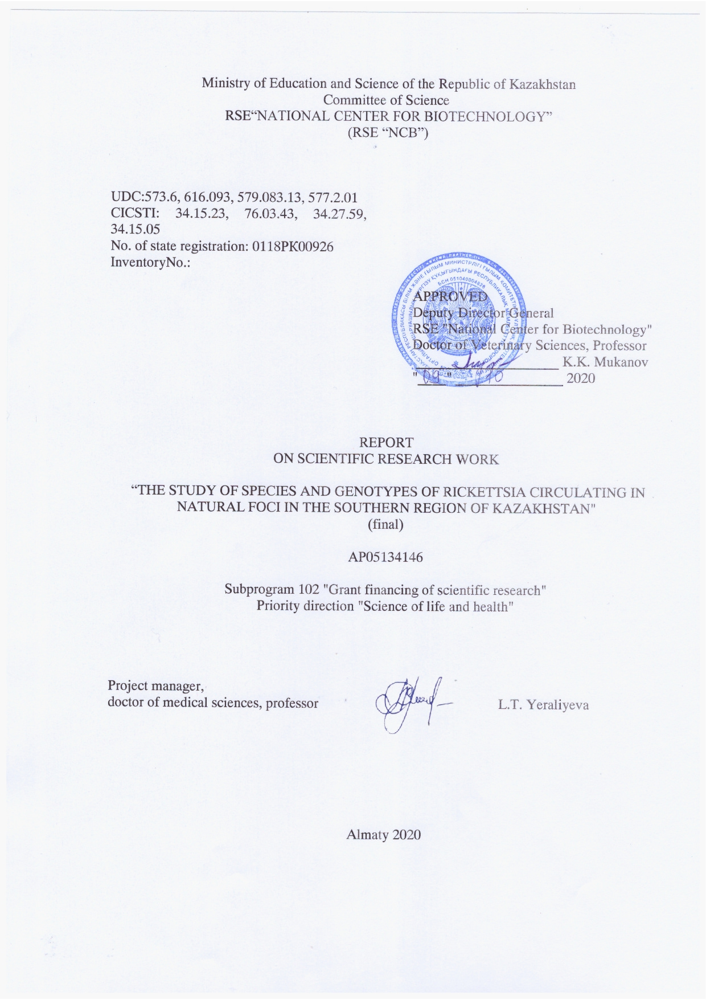 Ministry of Education and Science of the Republic of Kazakhstan
Committee of Science
RSE“NATIONAL CENTER FOR BIOTECHNOLOGY”
(RSE “NCB”)
UDC:573.6, 616.093, 579.083.13, 577.2.01
CICSTI: 34.15.23, 76.03.43, 34.27.59,
34.15.05
No. of state registration: 0118РК00926
InventoryNo.:
APPROVED
Deputy Director General
RSE "National Center for Biotechnology"
Doctor of Veterinary Sciences, Professor
K.K. Mukanov
"09" 10 2020
REPORT
ON SCIENTIFIC RESEARCH WORK
“THE STUDY OF SPECIES AND GENOTYPES OF RICKETTSIA CIRCULATING IN
NATURAL FOCI IN THE SOUTHERN REGION OF KAZAKHSTAN"
(final)
AP05134146
Subprogram 102 "Grant financing of scientific research"
Priority direction "Science of life and health"
Project manager,
doctor of medical sciences, professor
L.T. Yeraliyeva
Almaty 2020